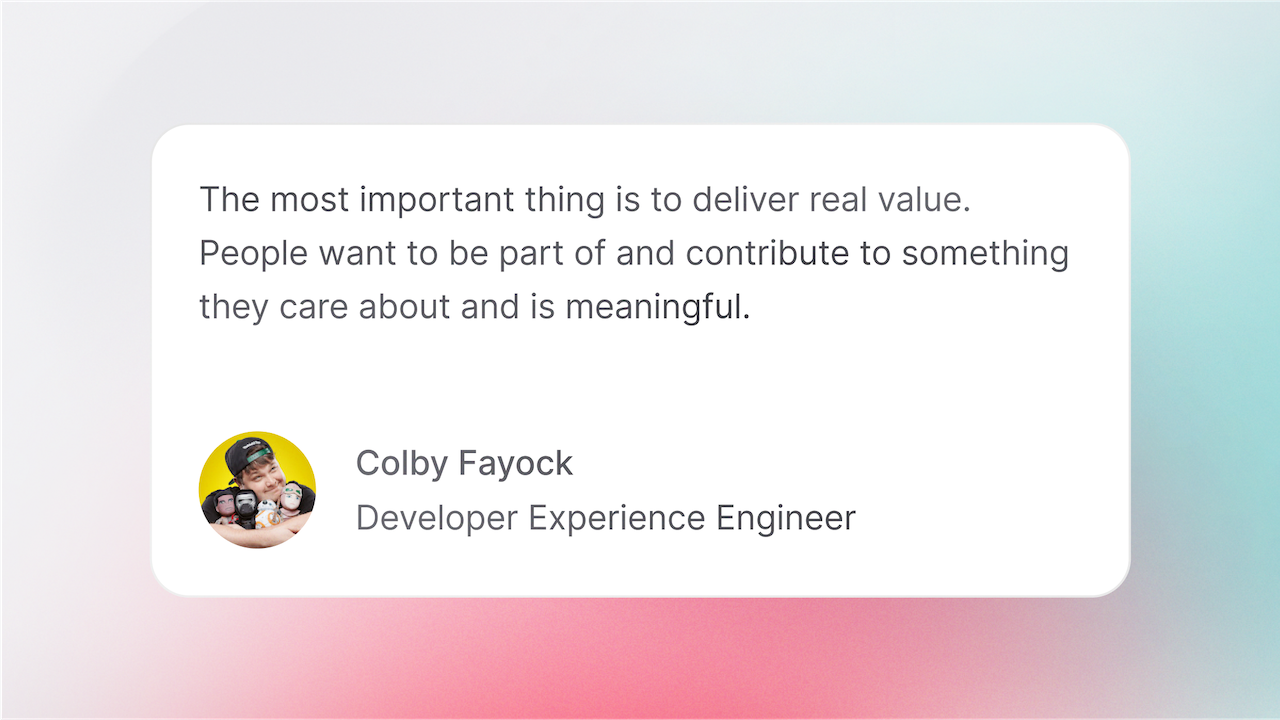 The most important thing is to deliver real value.
People want to be part of and contribute to something
they care about and is meaningful.
Colby Fayock
Developer Experience Engineer